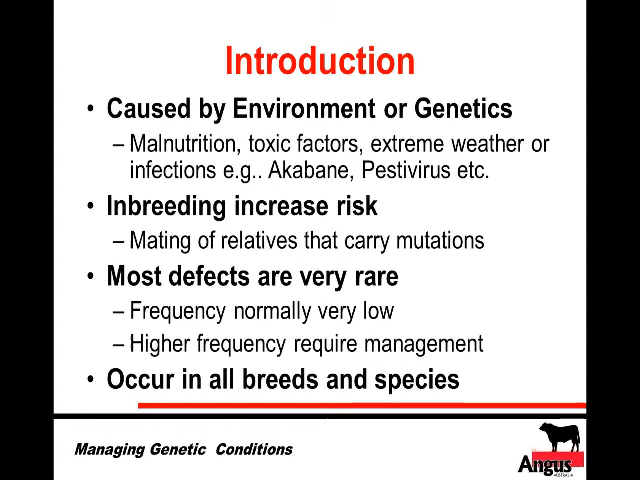 Introduction
• Caused by Environment or Genetics
– Malnutrition, toxic factors, extreme weather or
infections e.g.. Akabane, Pestivirus etc.
• Inbreeding increase risk
– Mating of relatives that carry mutations
• Most defects are very rare
– Frequency normally very low
– Higher frequency require management
• Occur in all breeds and species
Managing Genetic Conditions
Angus
AUSTRALIA